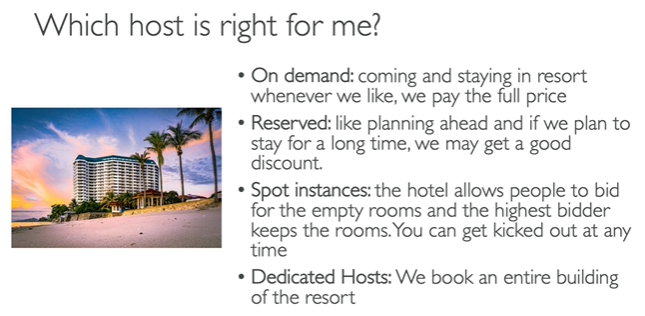 Which host is right for me?
• On demand: coming and staying in resort
whenever we like, we pay the full price
• Reserved: like planning ahead and if we plan to
stay for a long time, we may get a good
discount.
• Spot instances: the hotel allows people to bid
for the empty rooms and the highest bidder
keeps the rooms. You can get kicked out at any
time
• Dedicated Hosts: We book an entire building
of the resort